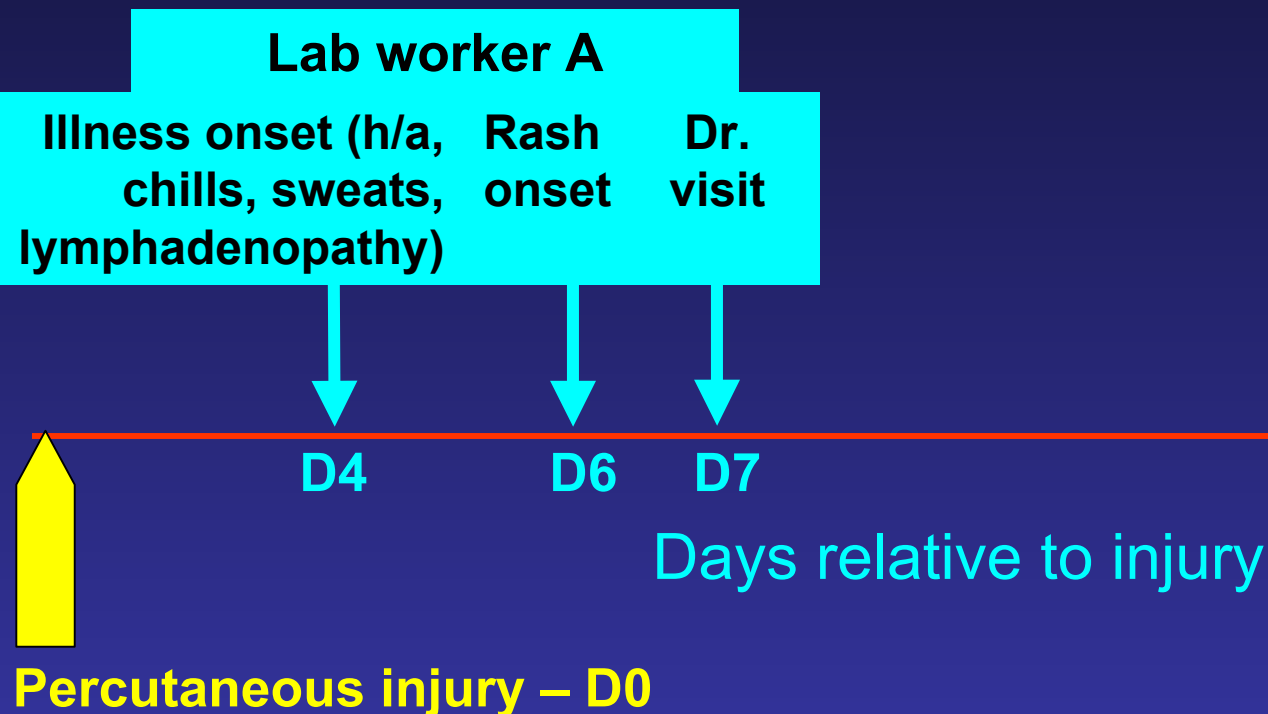 Lab worker A
Illness onset (h/a, Rash Dr.
chills, sweats, onset visit
lymphadenopathy)
D4 D6 D7
Days relative to injury
Percutaneous injury – D0